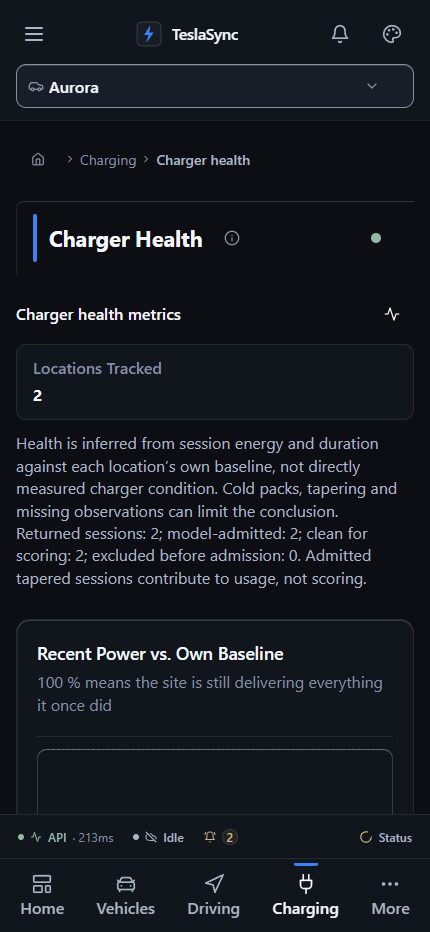 TeslaSync
Aurora
Charging
Charger health
Charger Health
Charger health metrics
Locations Tracked
2
Health is inferred from session energy and duration
against each location's own baseline, not directly
measured charger condition. Cold packs, tapering and
missing observations can limit the conclusion.
Returned sessions: 2; model-admitted: 2; clean for
scoring: 2; excluded before admission: 0. Admitted
tapered sessions contribute to usage, not scoring.
Recent Power vs. Own Baseline
100 % means the site is still delivering everything
it once did
API · 213ms
Idle
2
Status
Home
Vehicles
Driving
Charging
More